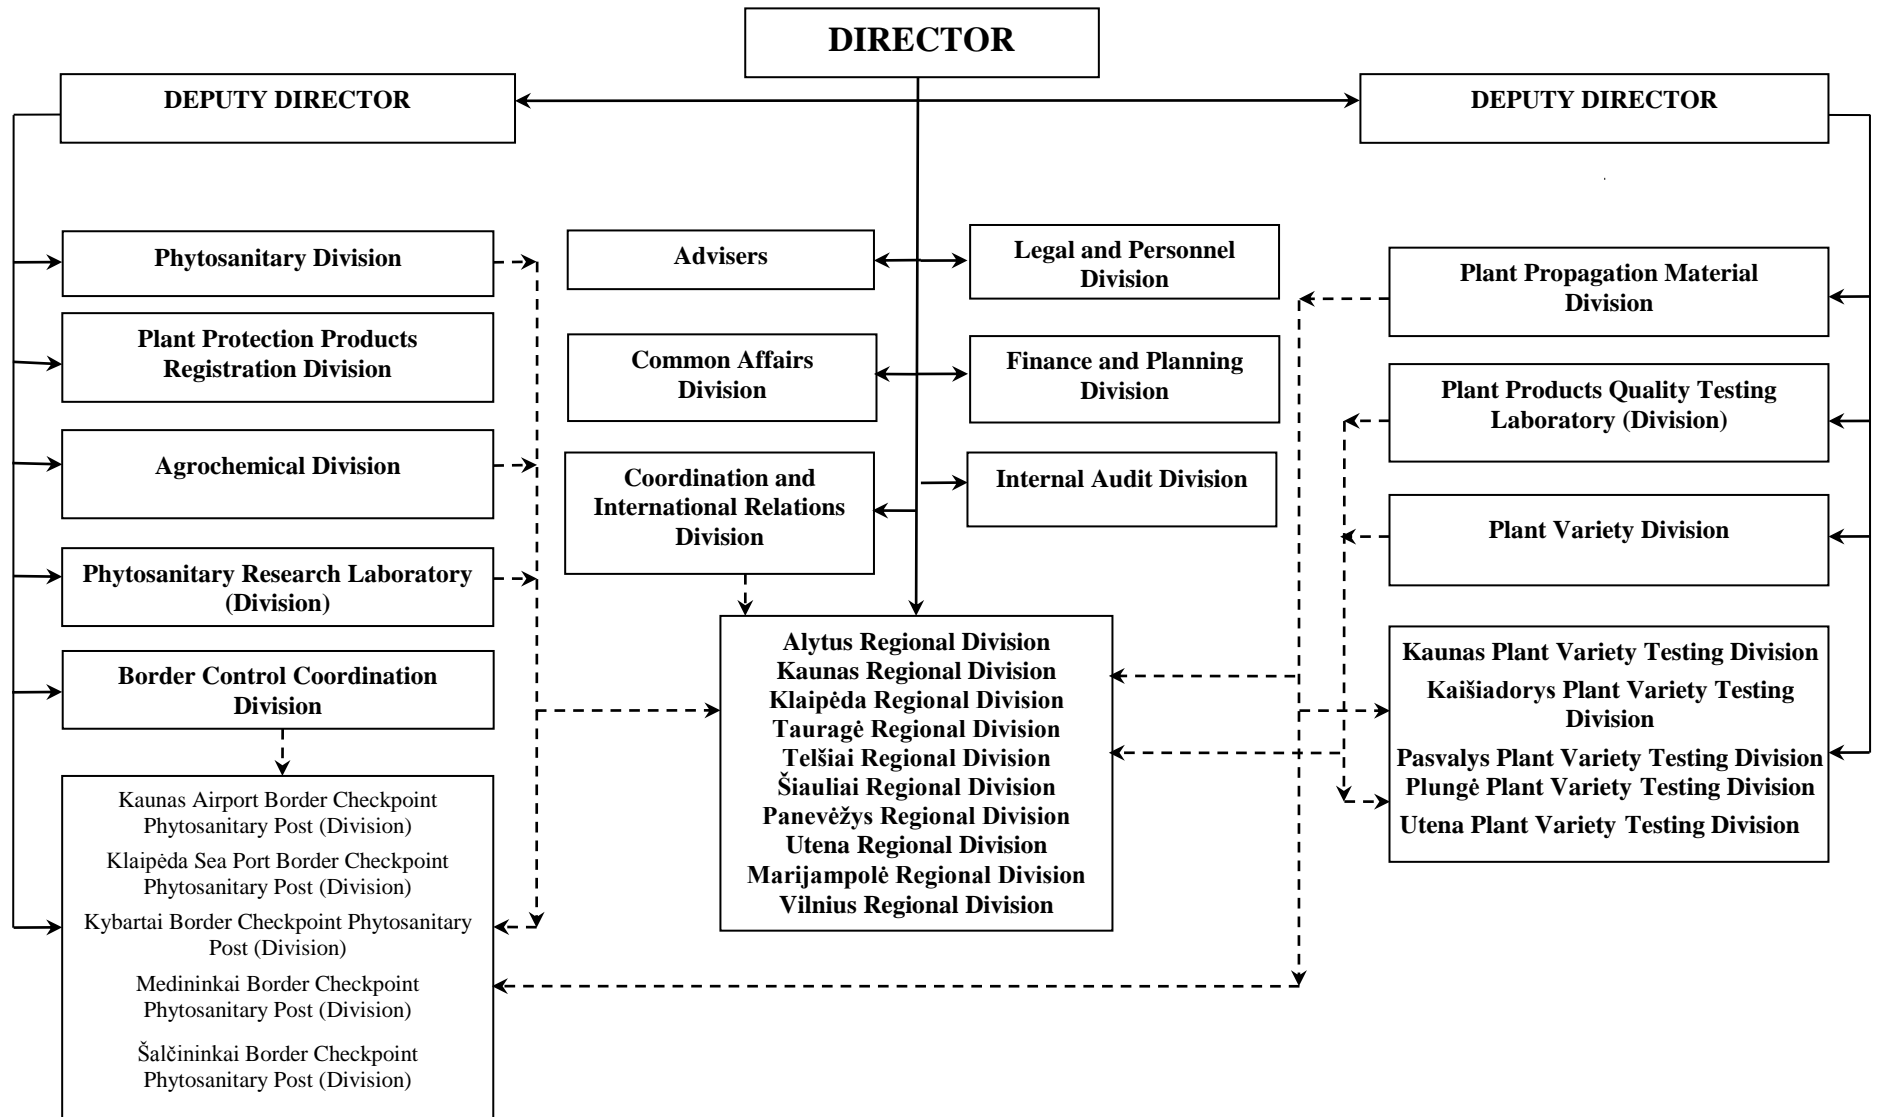 DIRECTOR
DEPUTY DIRECTOR
DEPUTY DIRECTOR
Phytosanitary Division
Plant Protection Products
Registration Division
Agrochemical Division
Phytosanitary Research Laboratory
(Division)
Border Control Coordination
Division
Kaunas Airport Border Checkpoint
Phytosanitary Post (Division)
Klaipėda Sea Port Border Checkpoint
Phytosanitary Post (Division)
Kybartai Border Checkpoint Phytosanitary
Post (Division)
Medininkai Border Checkpoint
Phytosanitary Post (Division)
Šalčininkai Border Checkpoint
Phytosanitary Post (Division)
Advisers
Common Affairs
Division
Coordination and
International Relations
Division
Legal and Personnel
Division
Finance and Planning
Division
Internal Audit Division
Alytus Regional Division
Kaunas Regional Division
Klaipėda Regional Division
Tauragė Regional Division
Telšiai Regional Division
Šiauliai Regional Division
Panevėžys Regional Division
Utena Regional Division
Marijampolė Regional Division
Vilnius Regional Division
Plant Propagation Material
Division
Plant Products Quality Testing
Laboratory (Division)
Plant Variety Division
Kaunas Plant Variety Testing Division
Kaišiadorys Plant Variety Testing
Division
Pasvalys Plant Variety Testing Division
Plungė Plant Variety Testing Division
Utena Plant Variety Testing Division